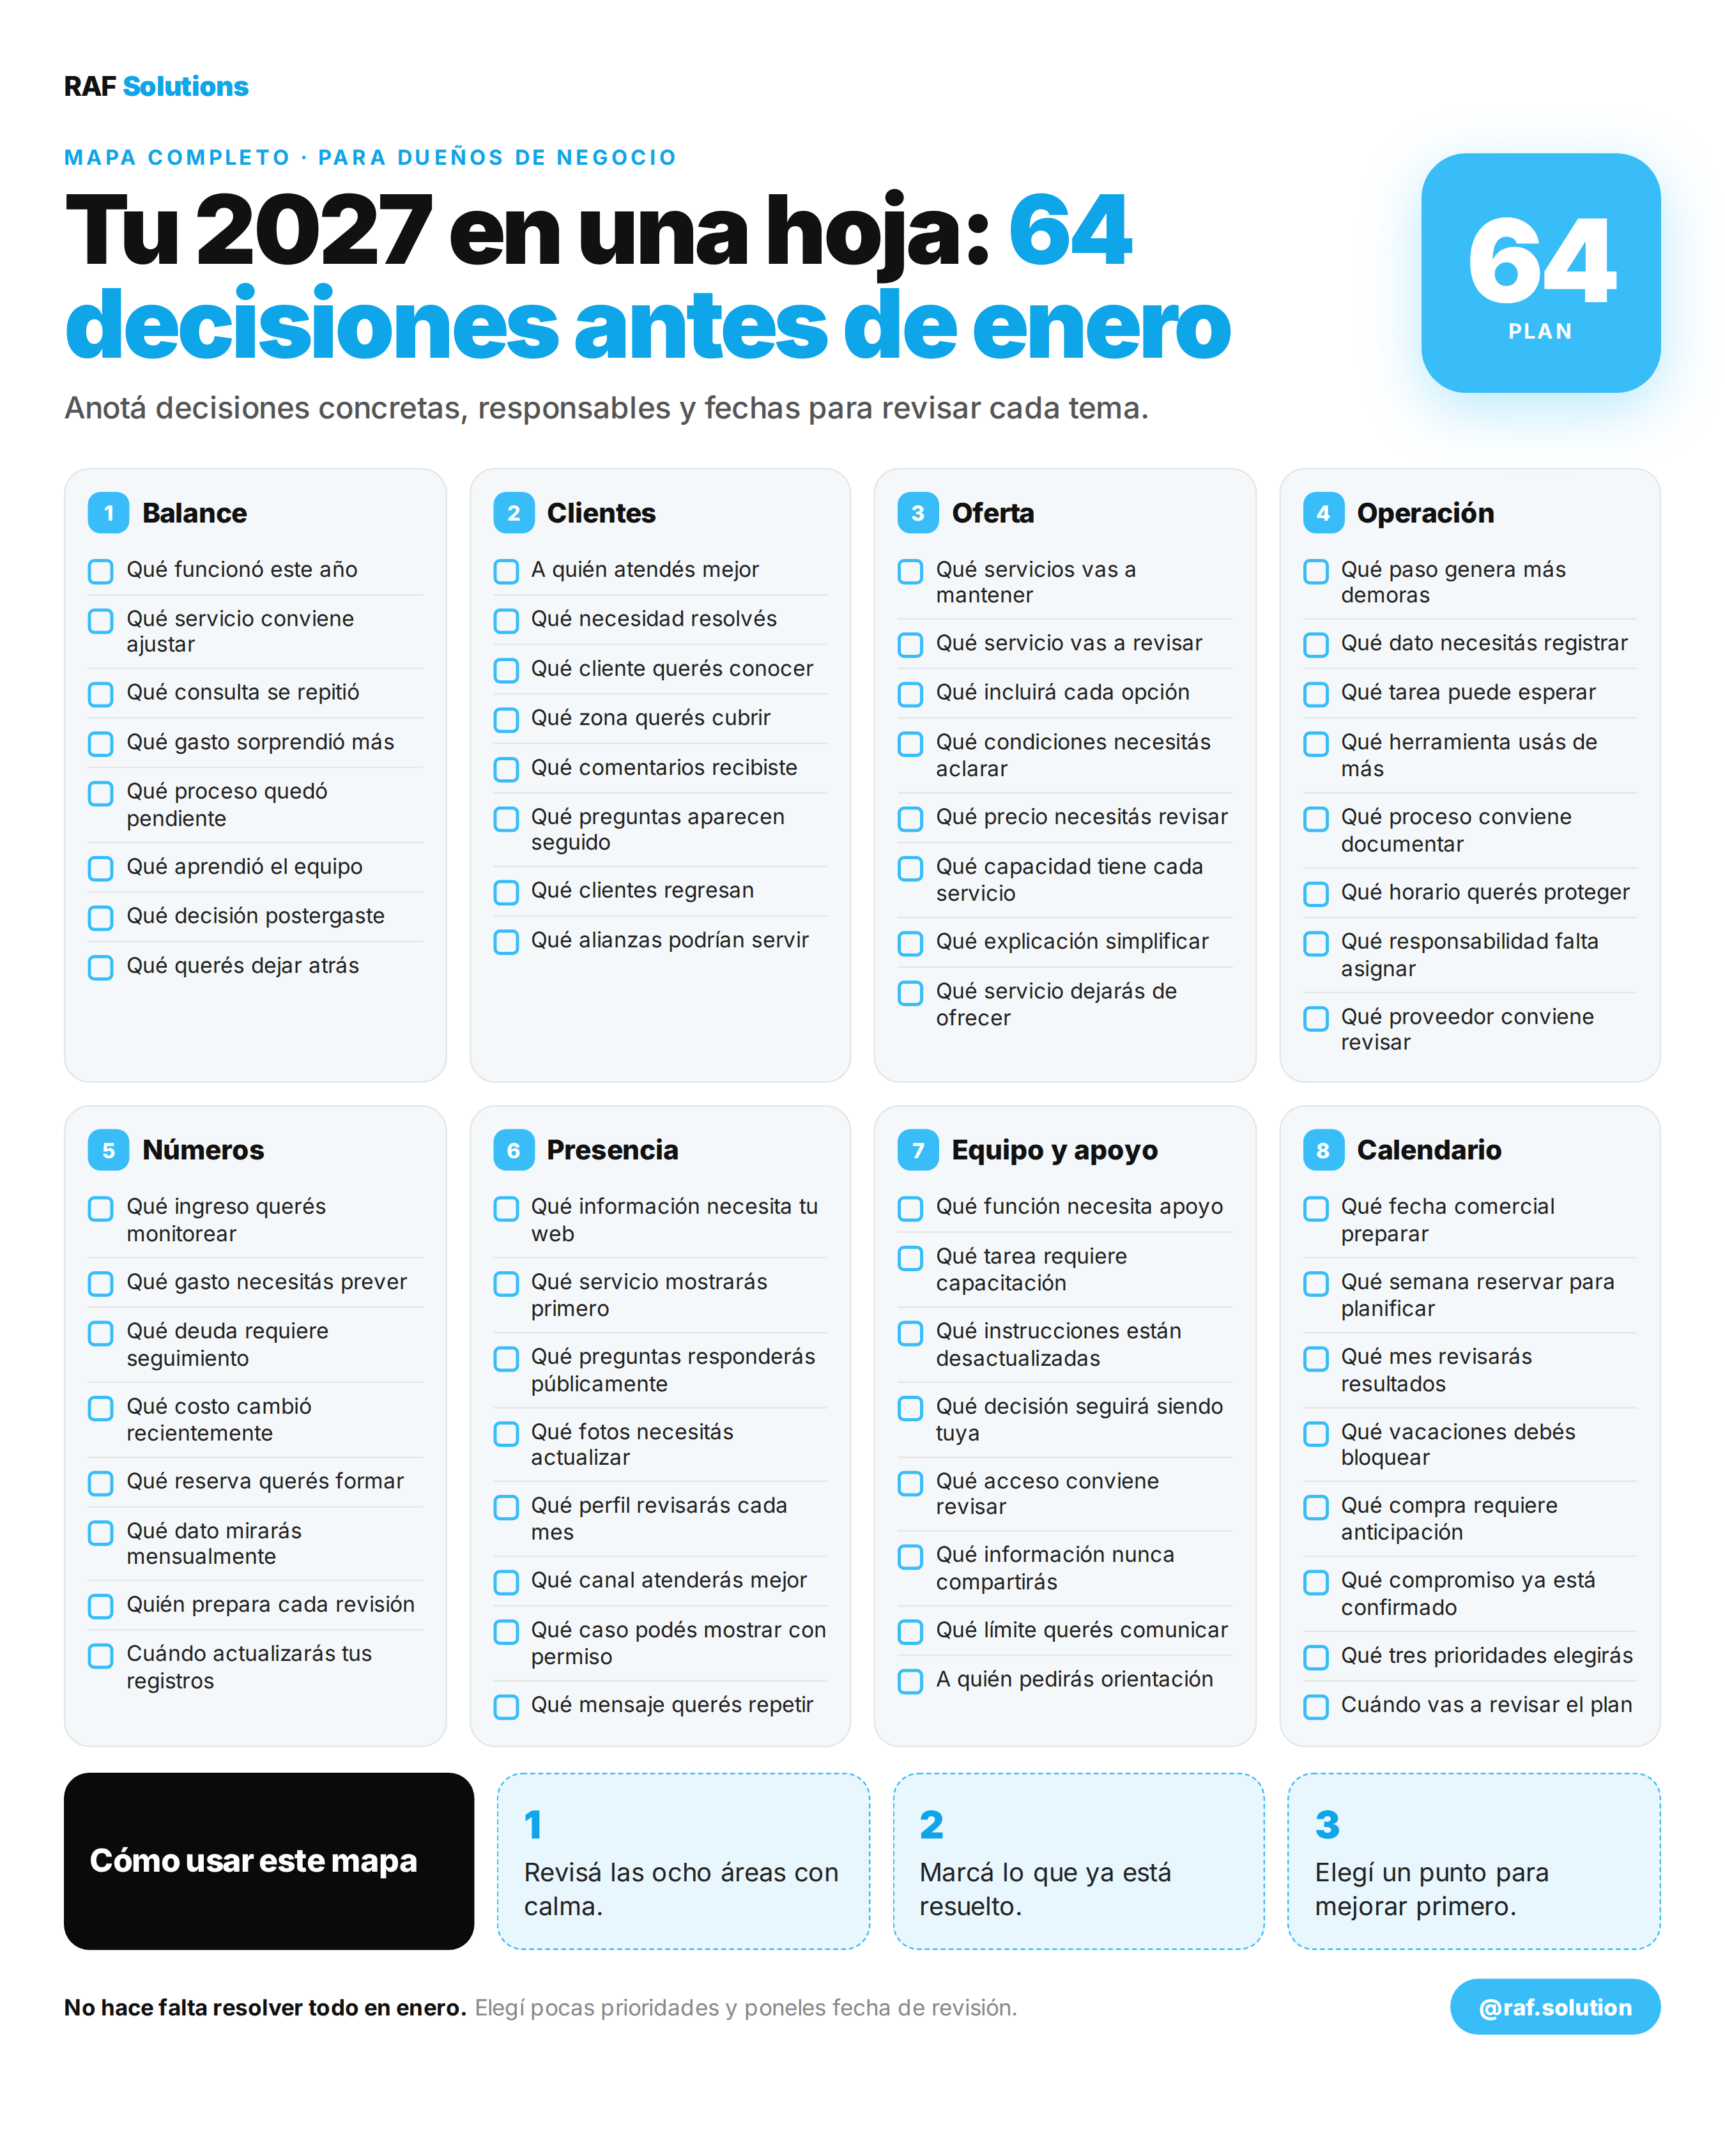 RAF Solutions
MAPA COMPLETO · PARA DUEÑOS DE NEGOCIO
Tu 2027 en una hoja: 64
decisiones antes de enero
Anotá decisiones concretas, responsables y fechas para revisar cada tema.
64
PLAN
1 Balance
Qué funcionó este año
Qué servicio conviene
ajustar
Qué consulta se repitió
Qué gasto sorprendió más
Qué proceso quedó
pendiente
Qué aprendió el equipo
Qué decisión postergaste
Qué querés dejar atrás
2 Clientes
A quién atendés mejor
Qué necesidad resolvés
Qué cliente querés conocer
Qué zona querés cubrir
Qué comentarios recibiste
Qué preguntas aparecen
seguido
Qué clientes regresan
Qué alianzas podrían servir
3 Oferta
Qué servicios vas a
mantener
Qué servicio vas a revisar
Qué incluirá cada opción
Qué condiciones necesitás
aclarar
Qué precio necesitás revisar
Qué capacidad tiene cada
servicio
Qué explicación simplificar
Qué servicio dejarás de
ofrecer
4 Operación
Qué paso genera más
demoras
Qué dato necesitás registrar
Qué tarea puede esperar
Qué herramienta usás de
más
Qué proceso conviene
documentar
Qué horario querés proteger
Qué responsabilidad falta
asignar
Qué proveedor conviene
revisar
5 Números
Qué ingreso querés
monitorear
Qué gasto necesitás prever
Qué deuda requiere
seguimiento
Qué costo cambió
recientemente
Qué reserva querés formar
Qué dato mirarás
mensualmente
Quién prepara cada revisión
Cuándo actualizarás tus
registros
6 Presencia
Qué información necesita tu
web
Qué servicio mostrarás
primero
Qué preguntas responderás
públicamente
Qué fotos necesitás
actualizar
Qué perfil revisarás cada
mes
Qué canal atenderás mejor
Qué caso podés mostrar con
permiso
Qué mensaje querés repetir
7 Equipo y apoyo
Qué función necesita apoyo
Qué tarea requiere
capacitación
Qué instrucciones están
desactualizadas
Qué decisión seguirá siendo
tuya
Qué acceso conviene
revisar
Qué información nunca
compartirás
Qué límite querés comunicar
A quién pedirás orientación
8 Calendario
Qué fecha comercial
preparar
Qué semana reservar para
planificar
Qué mes revisarás
resultados
Qué vacaciones debés
bloquear
Qué compra requiere
anticipación
Qué compromiso ya está
confirmado
Qué tres prioridades elegirás
Cuándo vas a revisar el plan
Cómo usar este mapa
1
Revisá las ocho áreas con
calma.
2
Marcá lo que ya está
resuelto.
3
Elegí un punto para
mejorar primero.
No hace falta resolver todo en enero. Elegí pocas prioridades y poneles fecha de revisión.
@raf.solution